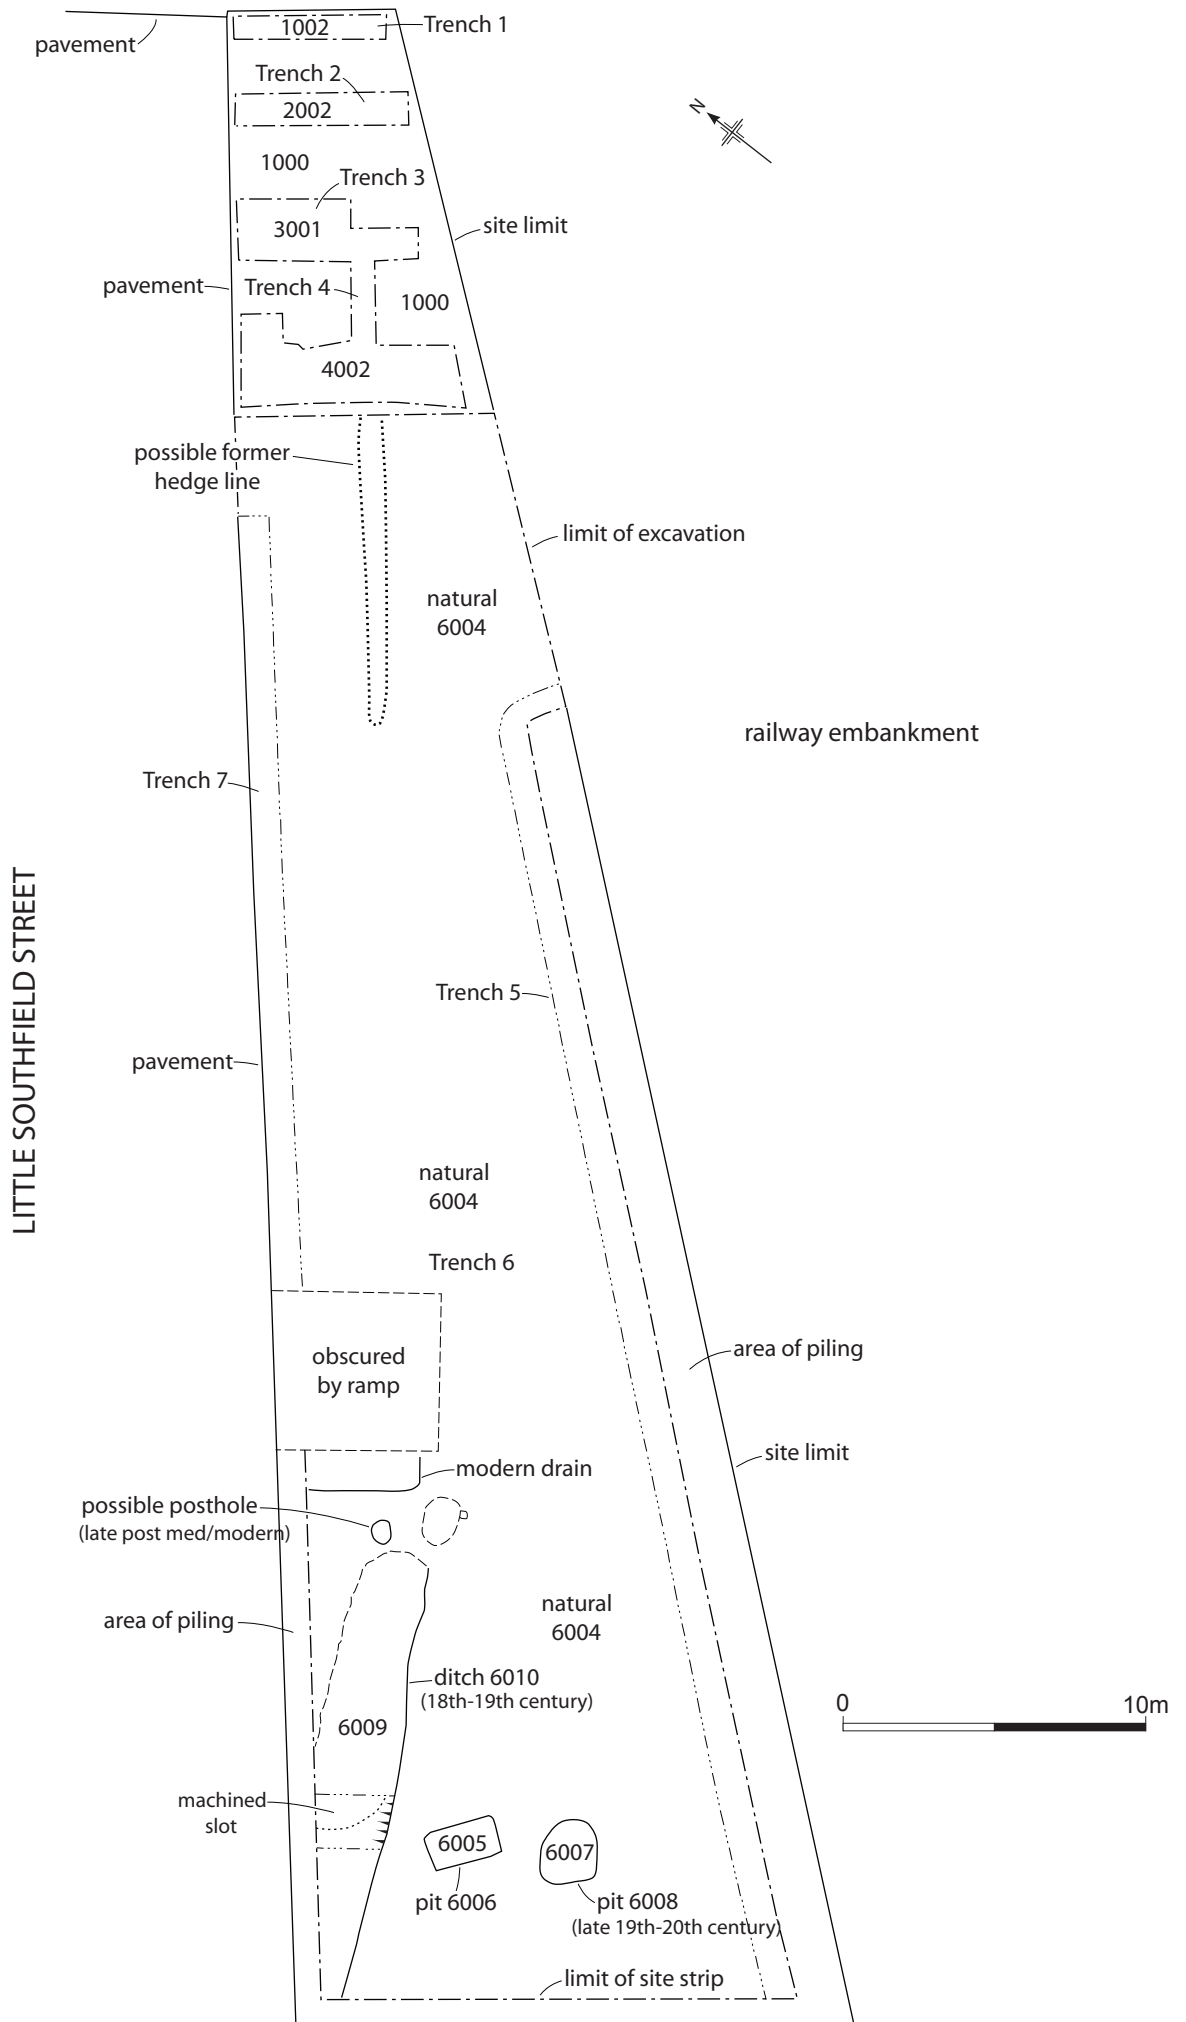 1002
Trench 1
pavement
Trench 2
2002
N
1000
Trench 3
3001
site limit
pavement
Trench 4
1000
4002
possible former
hedge line
limit of excavation
natural
6004
railway embankment
Trench 7
LITTLE SOUTHFIELD STREET
Trench 5
pavement
natural
6004
Trench 6
obscured
by ramp
area of piling
site limit
modern drain
possible posthole
(late post med/modern)
natural
6004
area of piling
ditch 6010
(18th-19th century)
0
10m
6009
machined
slot
6005
6007
pit 6006
pit 6008
(late 19th-20th century)
limit of site strip